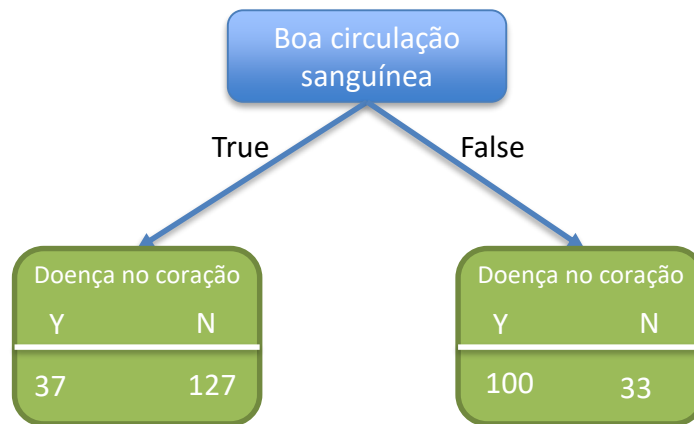 Boa circulação
sanguínea
True
False
Doença no coração
Y N
37 127
Doença no coração
Y N
100 33